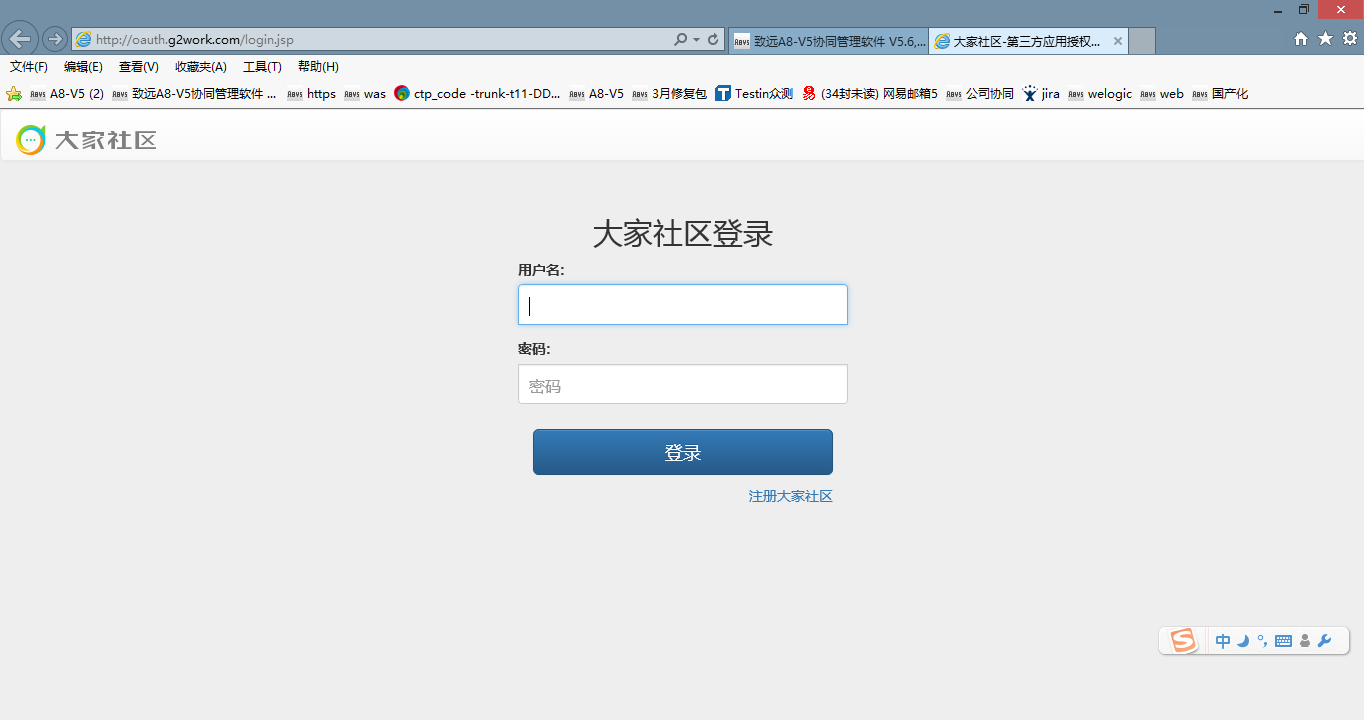 http://oauth.g2work.com/login.jsp
致远A8-V5协同管理软件 V5.6,...
大家社区-第三方应用授权...
文件(F) 编辑(E) 查看(V) 收藏夹(A) 工具(T) 帮助(H)
A8-V5 (2) 致远A8-V5协同管理软件 ... https was ctp_code -trunk-t11-DD... A8-V5 3月修复包 Testin众测 (34封未读) 网易邮箱5 公司协同 jira welogic web 国产化
大家社区
大家社区登录
用户名:
密码:
密码
登录
注册大家社区
中